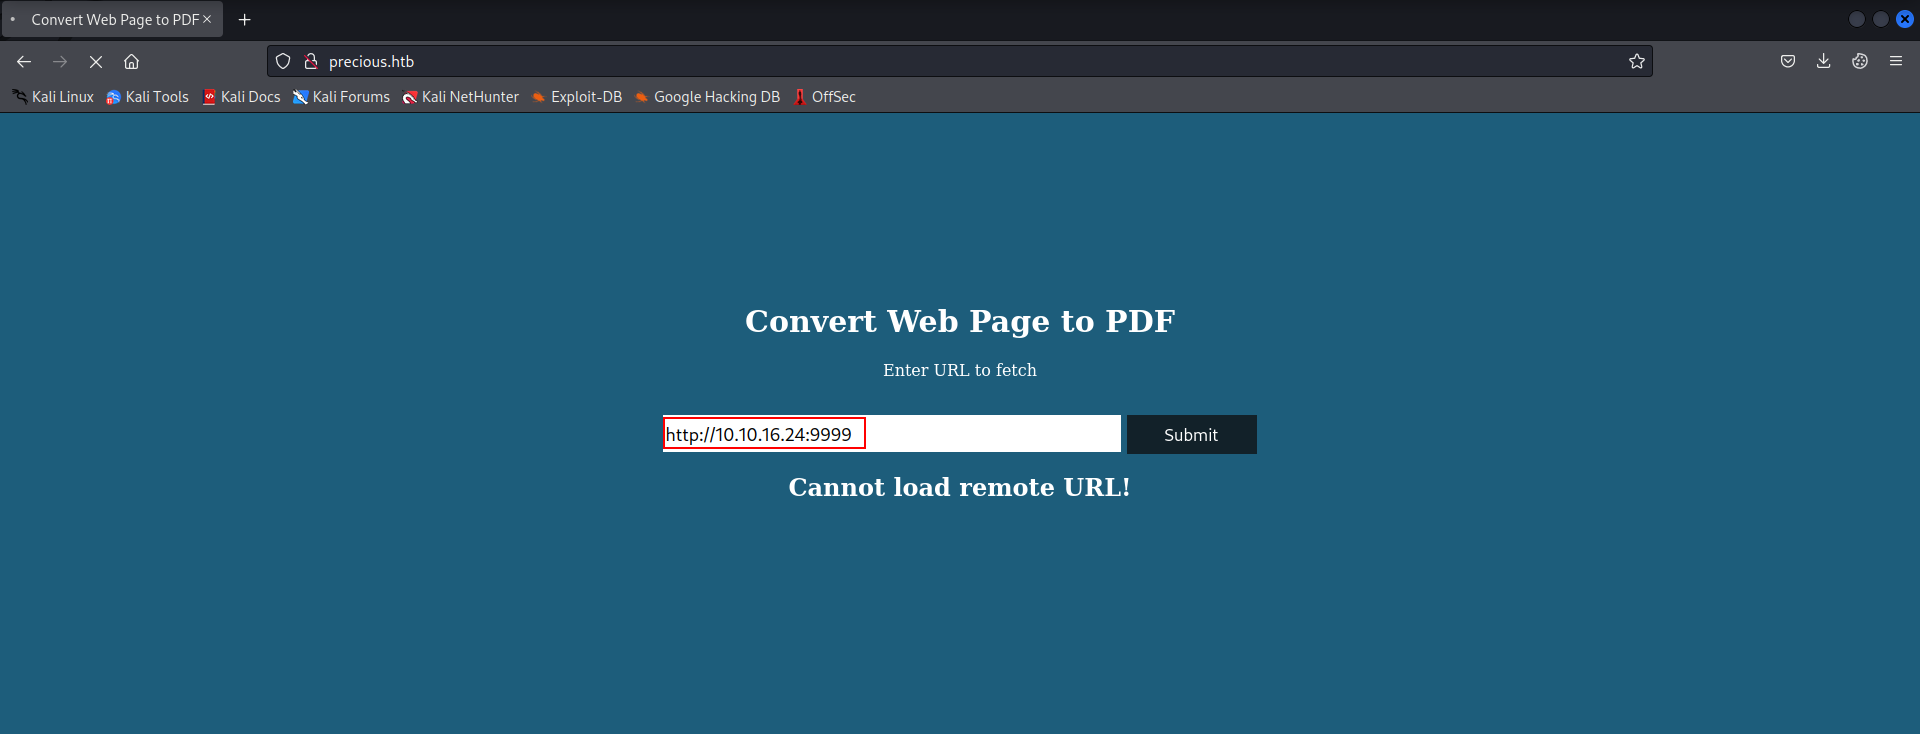 Convert Web Page to PDF
precious.htb
Kali Linux Kali Tools Kali Docs Kali Forums Kali NetHunter Exploit-DB Google Hacking DB OffSec
Convert Web Page to PDF
Enter URL to fetch
http://10.10.16.24:9999 Submit
Cannot load remote URL!